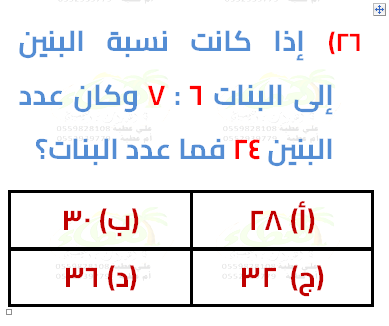 ٢٦) إذا كانت نسبة البنين
إلى البنات ٦ : ٧ وكان عدد
البنين ٢٤ فما عدد البنات؟
(أ) ٢٨ (ب) ٣٠
(ج) ٣٢ (د) ٣٦